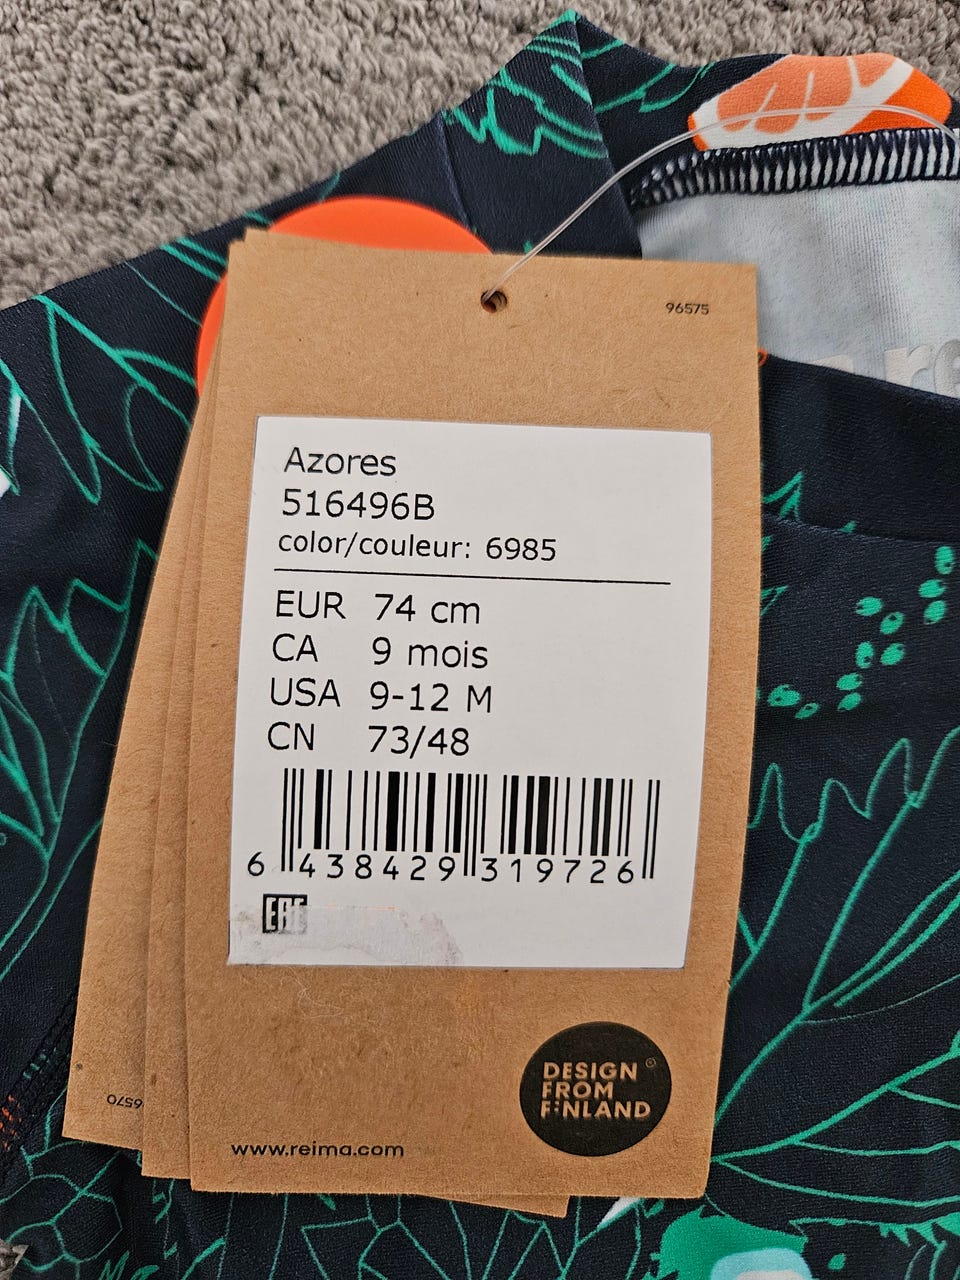 96575
Azores
516496B
color/couleur: 6985
EUR 74 cm
CA 9 mois
USA 9-12 M
CN 73/48
6 438429 319726
EAC
DESIGN
FROM
FINLAND
www.reima.com